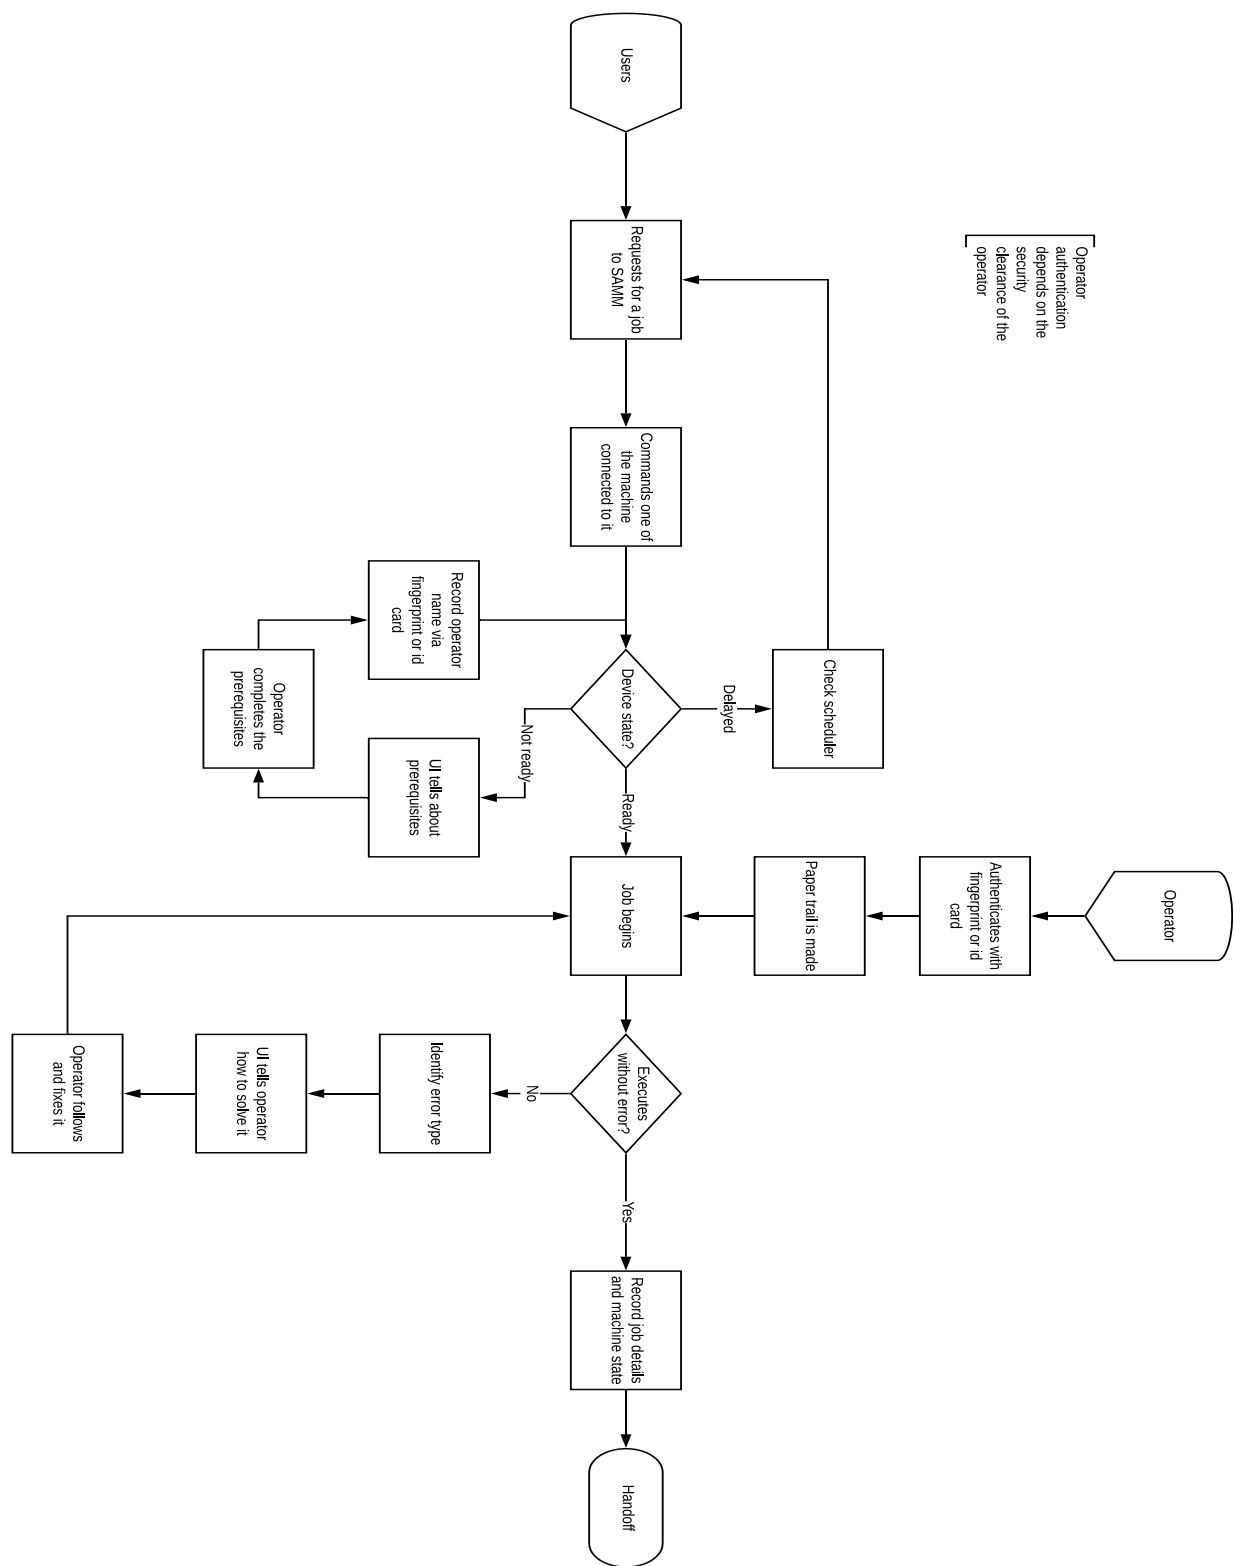 Operator
authentication
depends on the
security
clearance of the
operator
Users
Requests for a job
to SAMM
Commands one of
the machine
connected to it
Device state?
Delayed
Check scheduler
Not ready
UI tells about
prerequisites
Operator
completes the
prerequisites
Record operator
name via
fingerprint or id
card
Ready
Operator
Authenticates with
fingerprint or id
card
Paper trail is made
Job begins
Executes
without error?
No
Identify error type
UI tells operator
how to solve it
Operator follows
and fixes it
Yes
Record job details
and machine state
Handoff